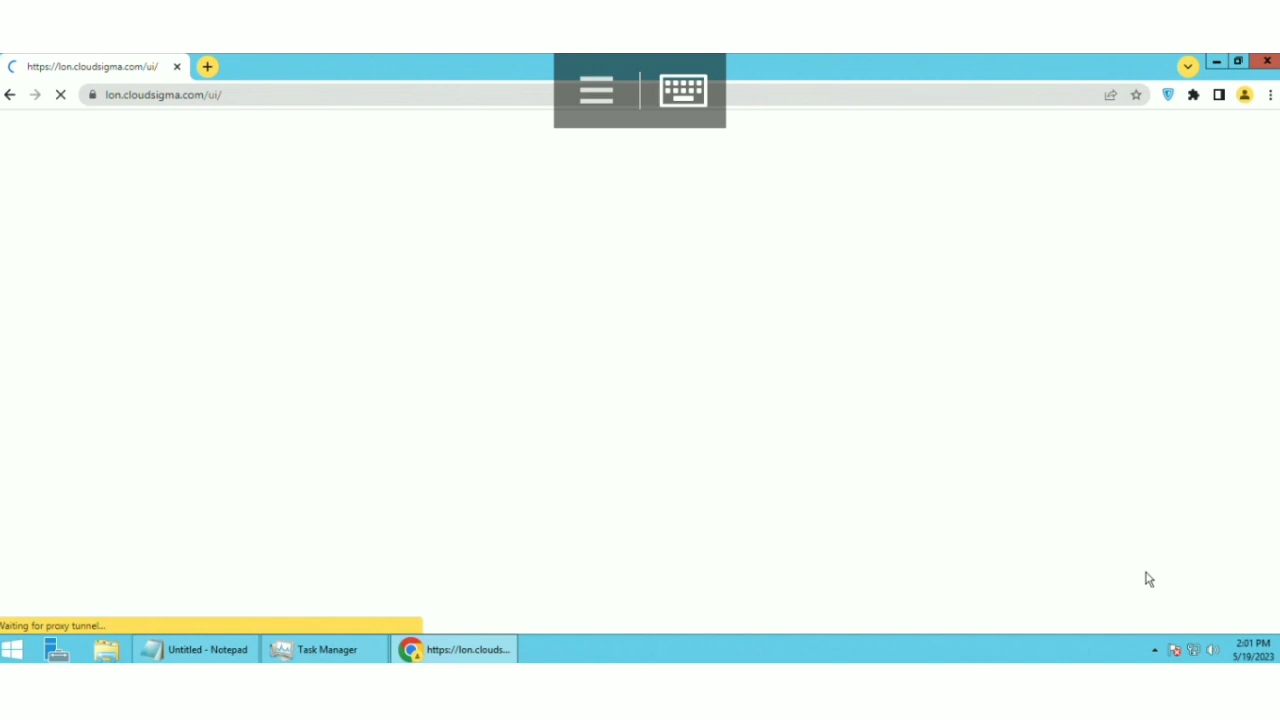 https://lon.cloudsigma.com/ui/
lon.cloudsigma.com/ui/
Waiting for proxy tunnel...
Untitled - Notepad
Task Manager
https://lon.clouds...
2:01 PM
5/19/2023